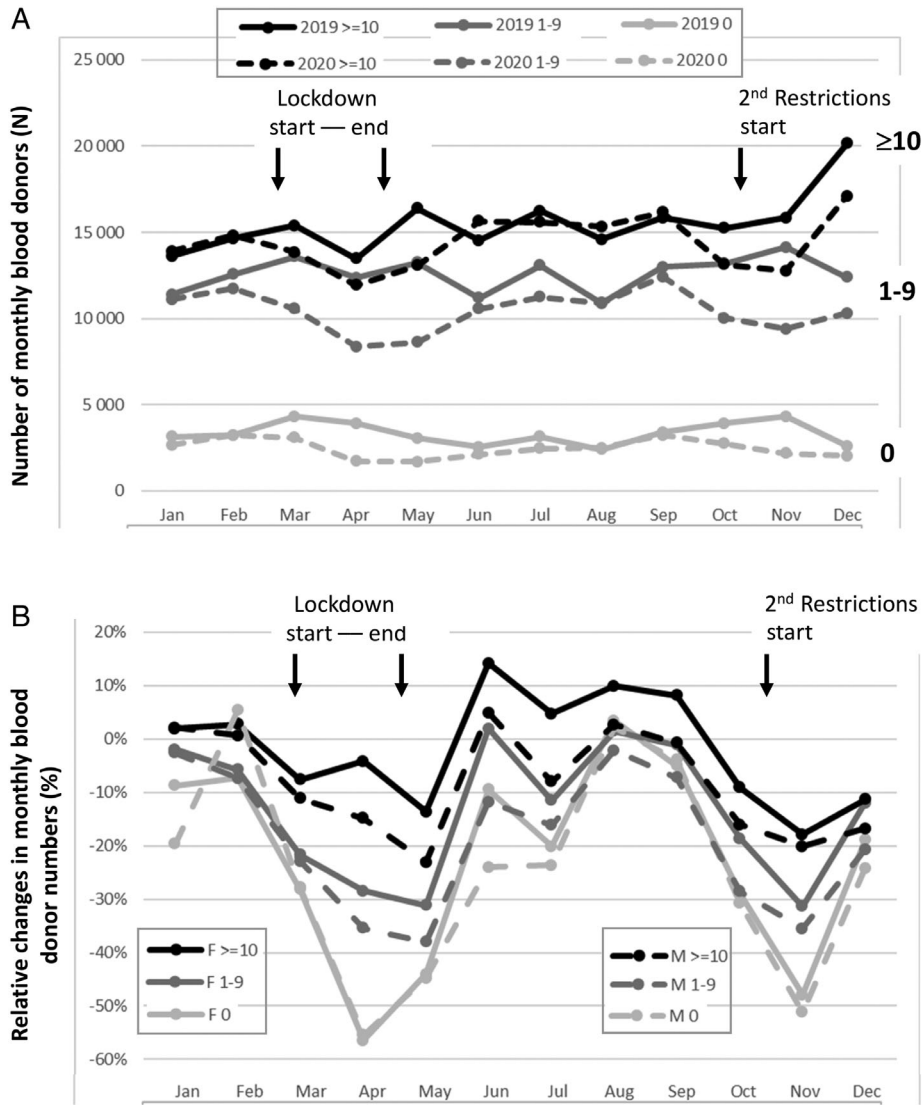 A
2019 >=10 2019 1-9 2019 0
2020 >=10 2020 1-9 2020 0
Number of monthly blood donors (N)
25 000
20 000
15 000
10 000
5 000
0
Lockdown
start — end
2nd Restrictions
start
≥10
1-9
0
Jan Feb Mar Apr May Jun Jul Aug Sep Oct Nov Dec
B
Relative changes in monthly blood
donor numbers (%)
Lockdown
start — end
2nd Restrictions
start
20%
10%
0%
-10%
-20%
-30%
-40%
-50%
-60%
F >=10
F 1-9
F 0
M >=10
M 1-9
M 0
Jan Feb Mar Apr May Jun Jul Aug Sep Oct Nov Dec